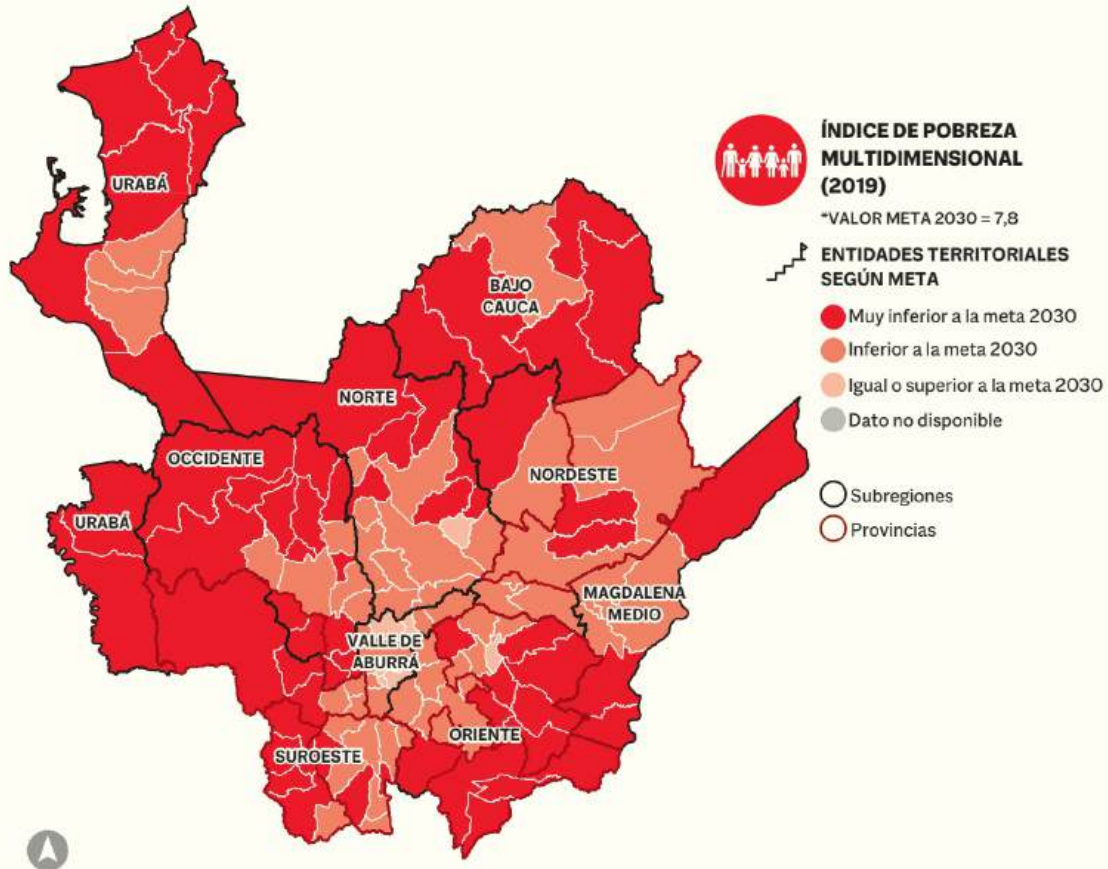 ÍNDICE DE POBREZA
MULTIDIMENSIONAL
(2019)
*VALOR META 2030 = 7,8
ENTIDADES TERRITORIALES
SEGÚN META
Muy inferior a la meta 2030
Inferior a la meta 2030
Igual o superior a la meta 2030
Dato no disponible
Subregiones
Provincias
URABÁ
BAJO
CAUCA
NORTE
OCCIDENTE
NORDESTE
URABÁ
MAGDALENA
MEDIO
VALLE DE
ABURRÁ
ORIENTE
SUROESTE